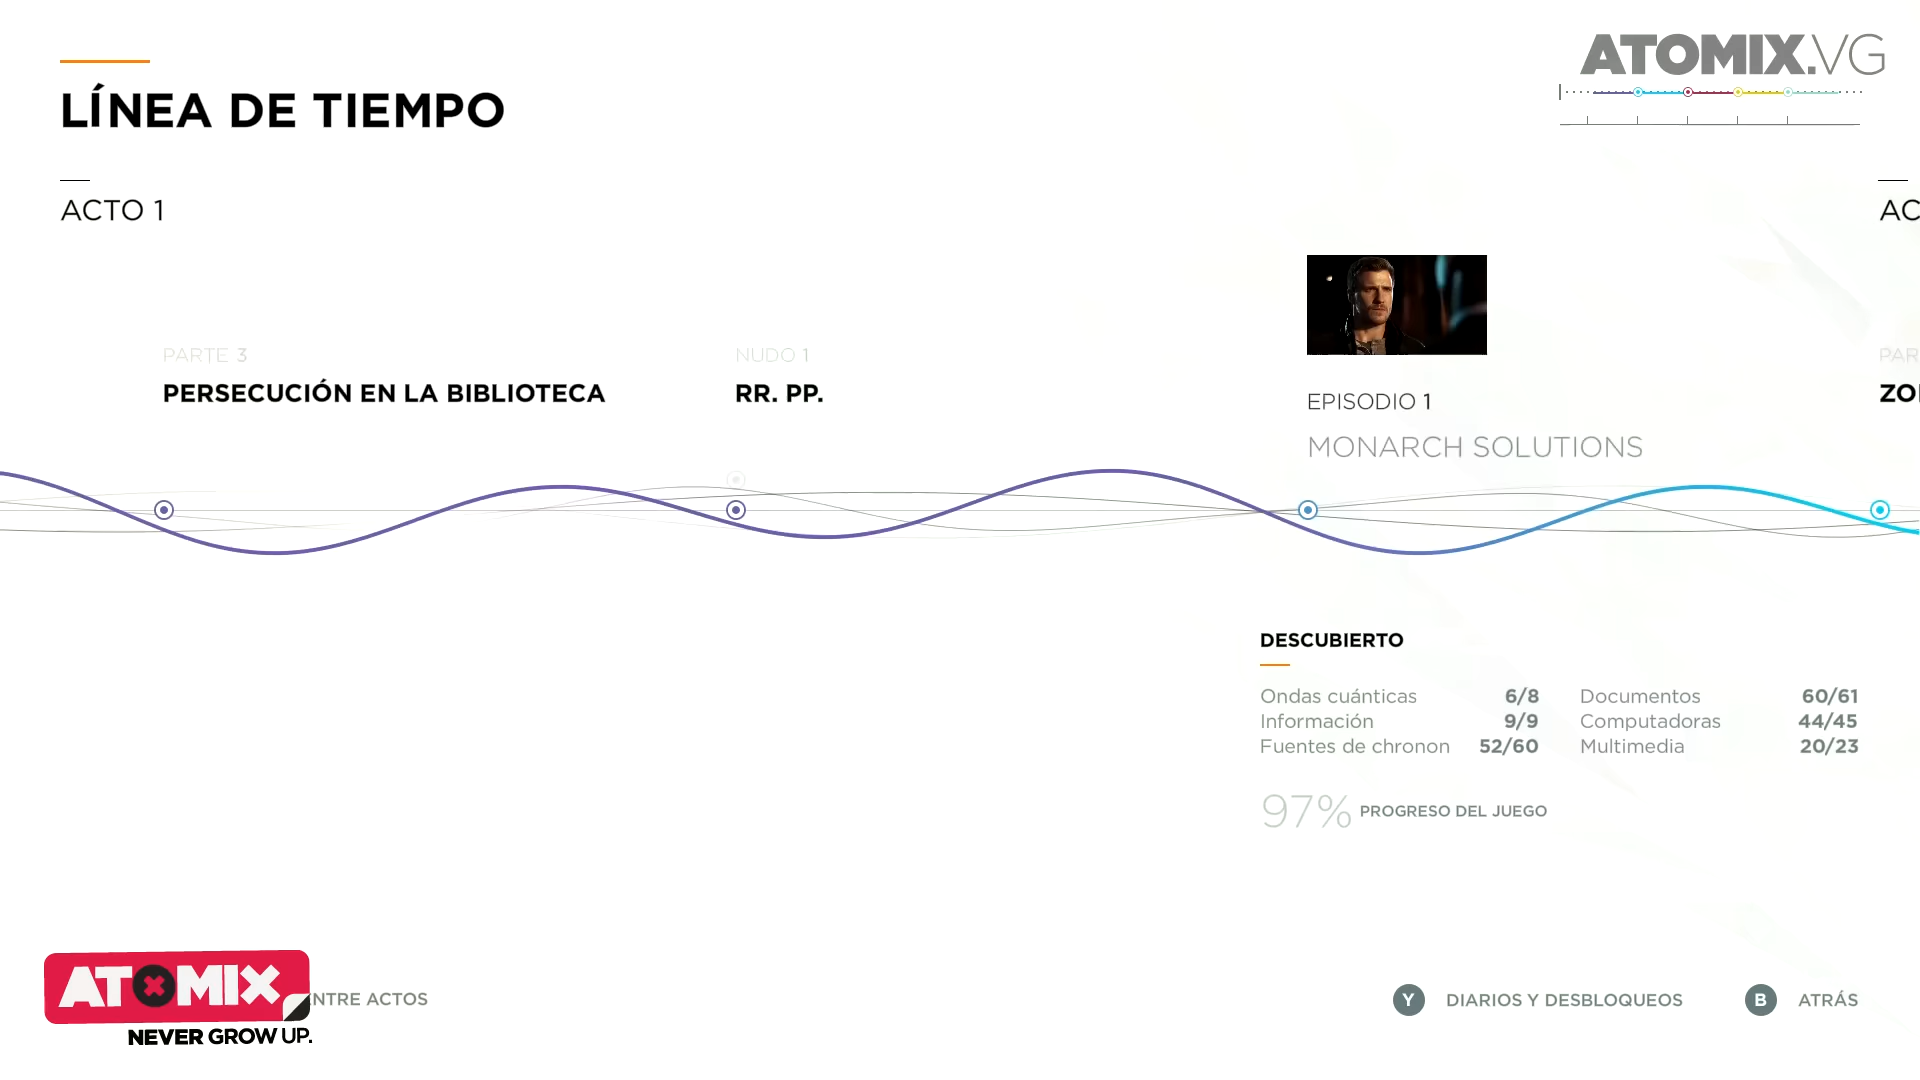 ATOMIX.VG
LÍNEA DE TIEMPO
ACTO 1
AC
PARTE 3
PERSECUCIÓN EN LA BIBLIOTECA
NUDO 1
RR. PP.
EPISODIO 1
MONARCH SOLUTIONS
PAR
ZO
DESCUBIERTO
Ondas cuánticas 6/8
Información 9/9
Fuentes de chronon 52/60
Documentos 60/61
Computadoras 44/45
Multimedia 20/23
97% PROGRESO DEL JUEGO
ATOMIX
NEVER GROW UP.
NTRE ACTOS
Y DIARIOS Y DESBLOQUEOS
B ATRÁS